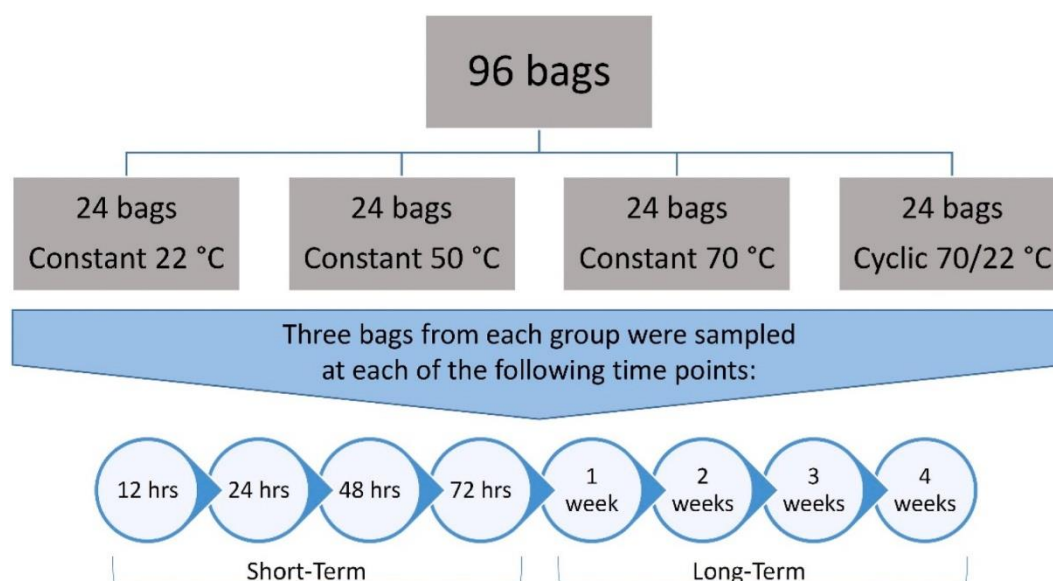 96 bags
24 bags
Constant 22 °C
24 bags
Constant 50 °C
24 bags
Constant 70 °C
24 bags
Cyclic 70/22 °C
Three bags from each group were sampled
at each of the following time points:
12 hrs
24 hrs
48 hrs
72 hrs
1
week
2
weeks
3
weeks
4
weeks
Short-Term
Long-Term